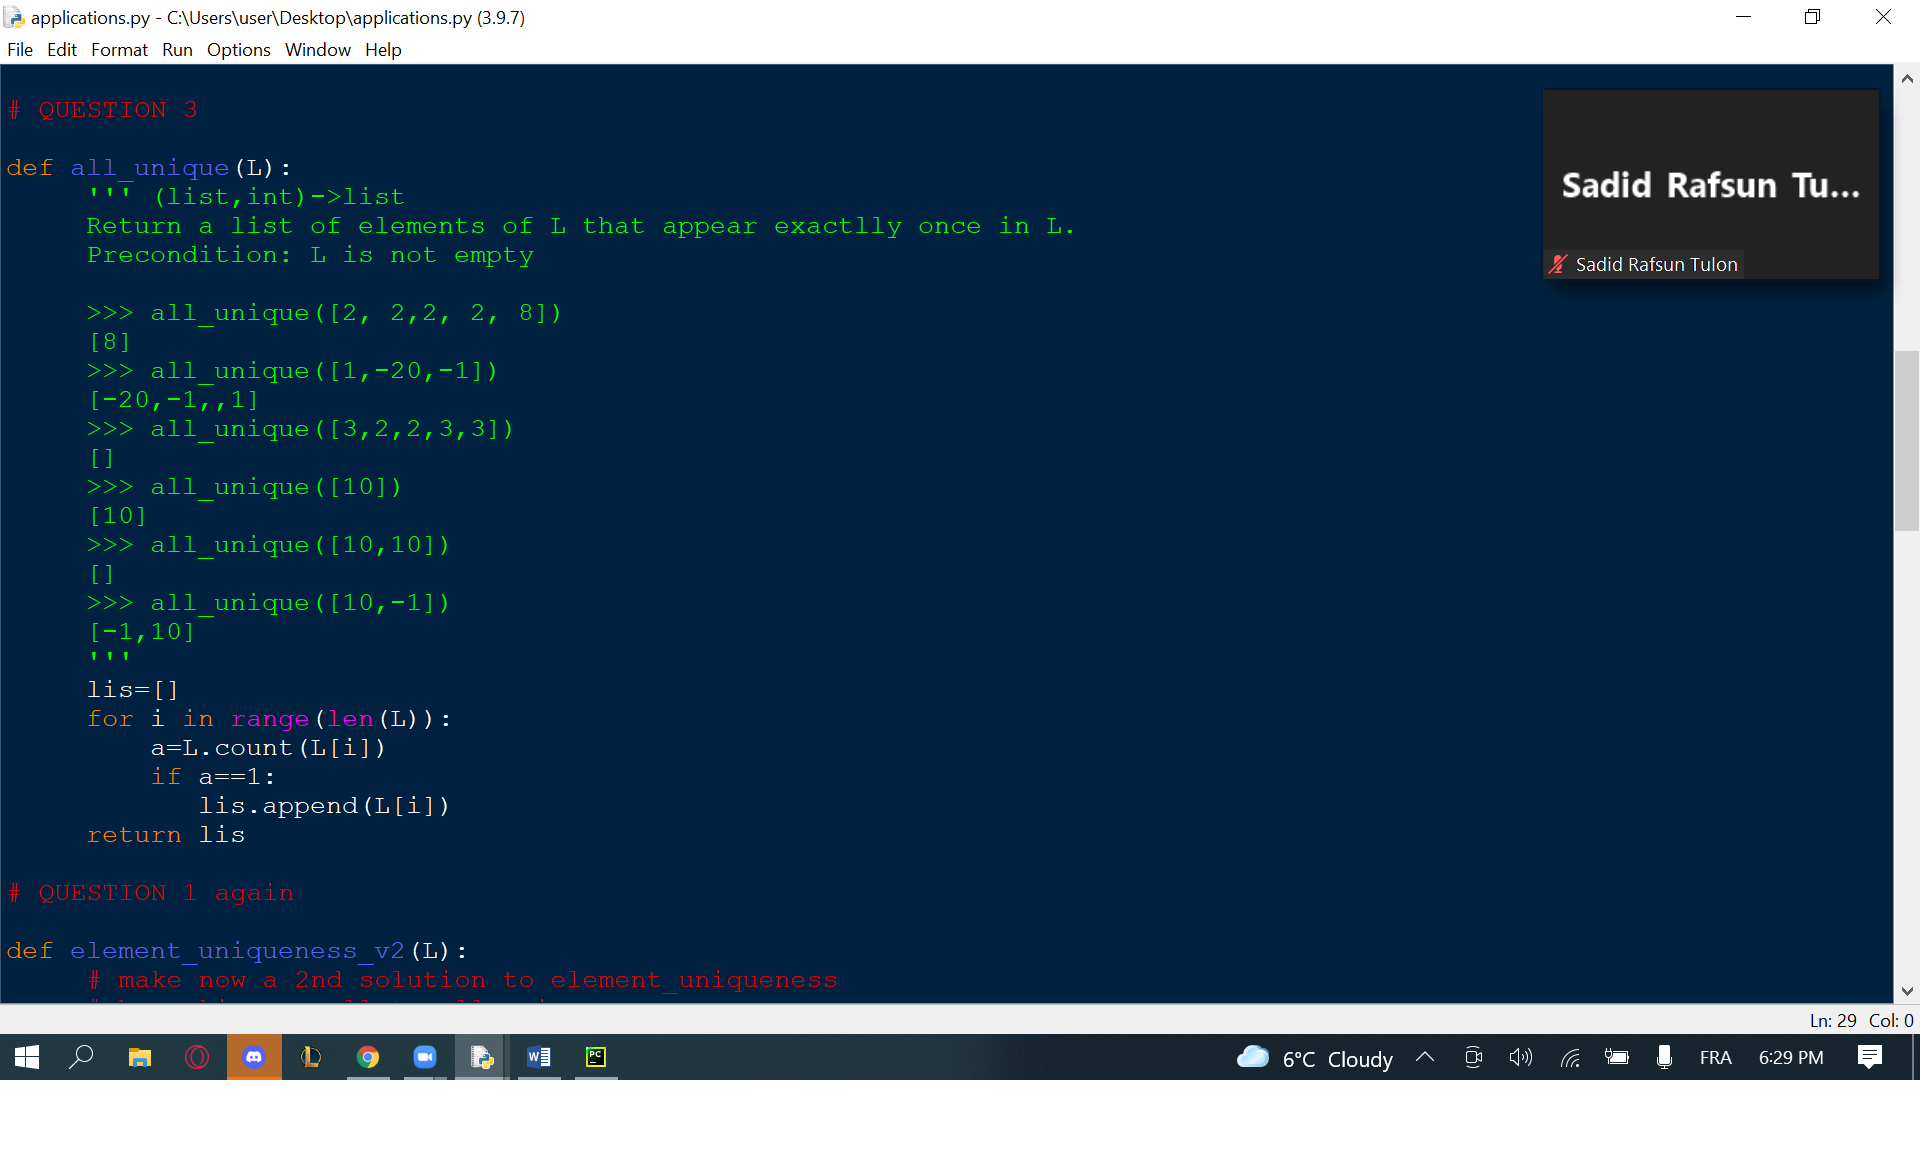 applications.py - C:\Users\user\Desktop\applications.py (3.9.7)
File Edit Format Run Options Window Help
# QUESTION 3
def all_unique(L):
''' (list,int)->list
Return a list of elements of L that appear exactlly once in L.
Precondition: L is not empty
>>> all_unique([2, 2,2, 2, 8])
[8]
>>> all_unique([1,-20,-1])
[-20,-1,,1]
>>> all_unique([3,2,2,3,3])
[]
>>> all_unique([10])
[10]
>>> all_unique([10,10])
[]
>>> all_unique([10,-1])
[-1,10]
'''
lis=[]
for i in range(len(L)):
a=L.count(L[i])
if a==1:
lis.append(L[i])
return lis
# QUESTION 1 again
def element_uniqueness_v2(L):
# make now a 2nd solution to element_uniqueness
Sadid Rafsun Tu...
Sadid Rafsun Tulon
Ln: 29 Col: 0
W PC 6°C Cloudy FRA 6:29 PM